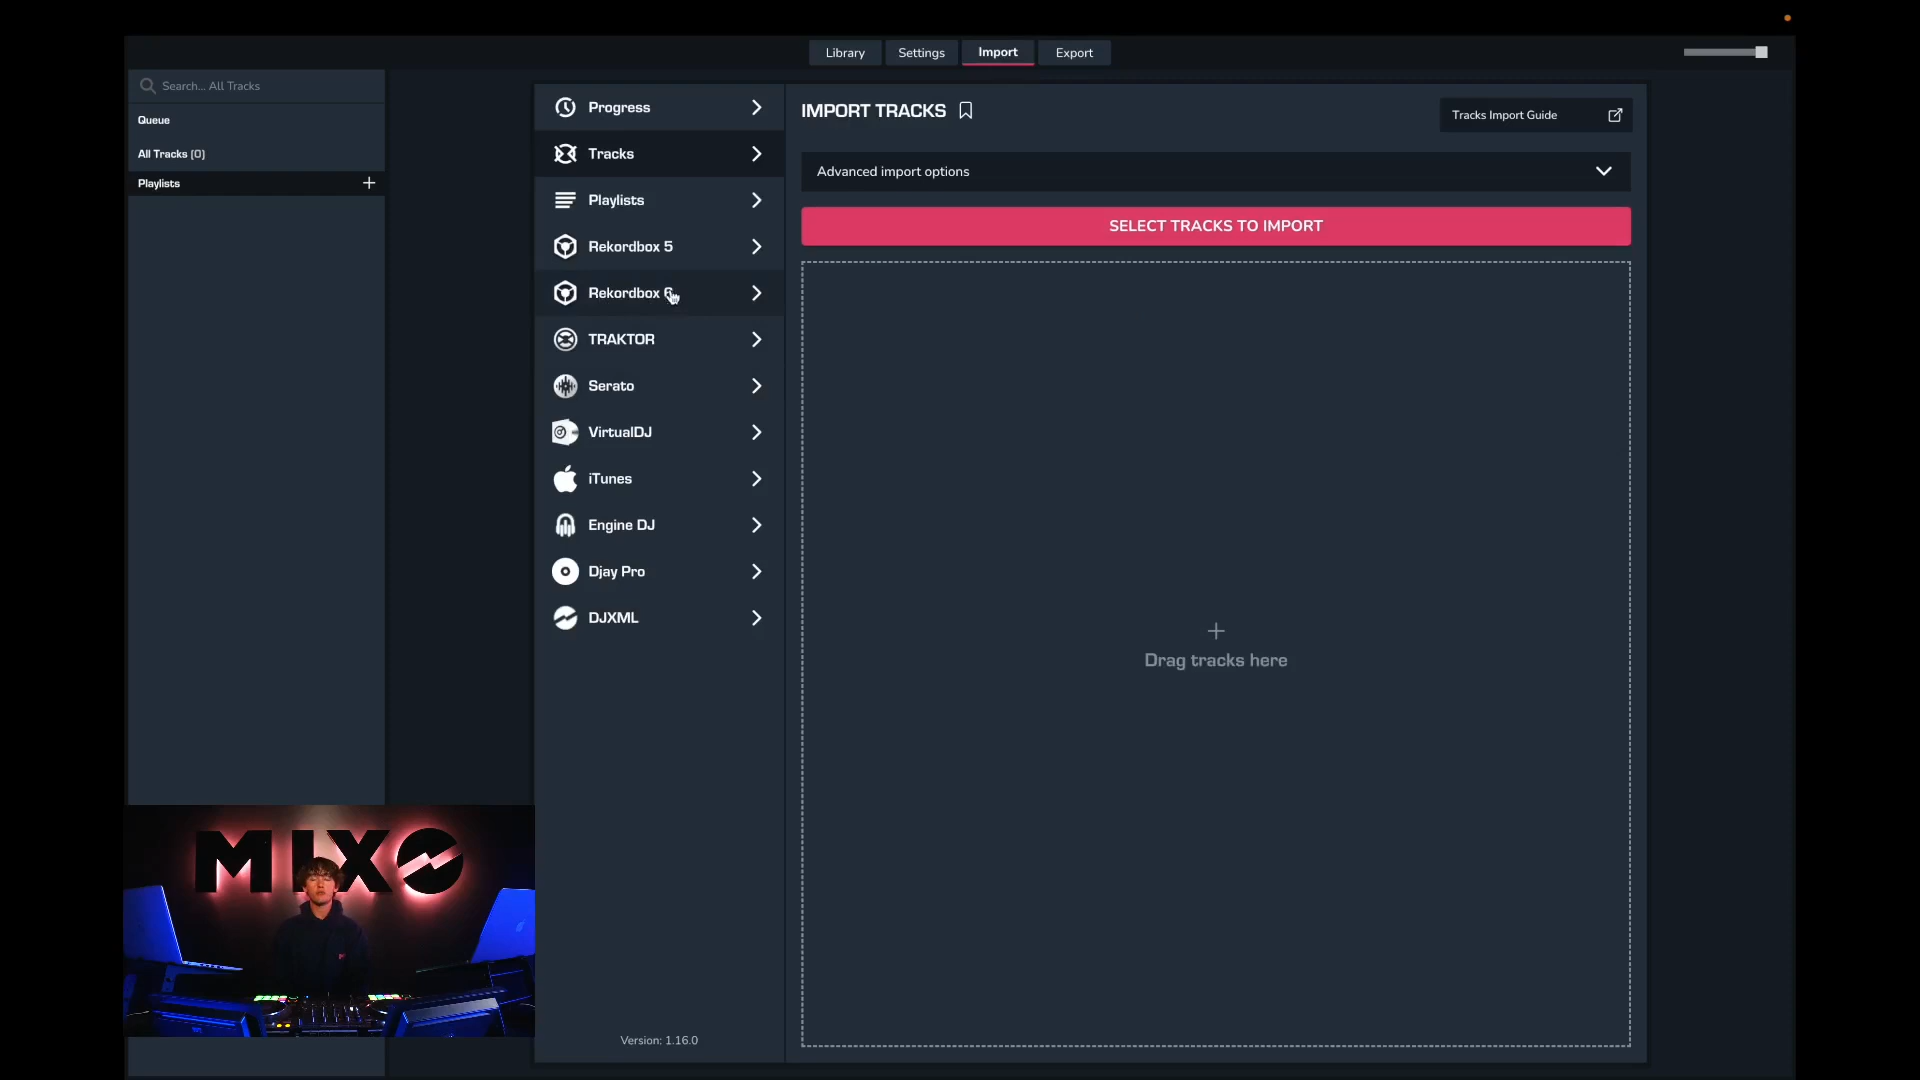 Library
Settings
Import
Export
Search... All Tracks
Queue
All Tracks (0)
Playlists
Progress
Tracks
Playlists
Rekordbox 5
Rekordbox 6
TRAKTOR
Serato
VirtualDJ
iTunes
Engine DJ
Djay Pro
DJXML
Version: 1.16.0
IMPORT TRACKS
Tracks Import Guide
Advanced import options
SELECT TRACKS TO IMPORT
Drag tracks here
MIXO